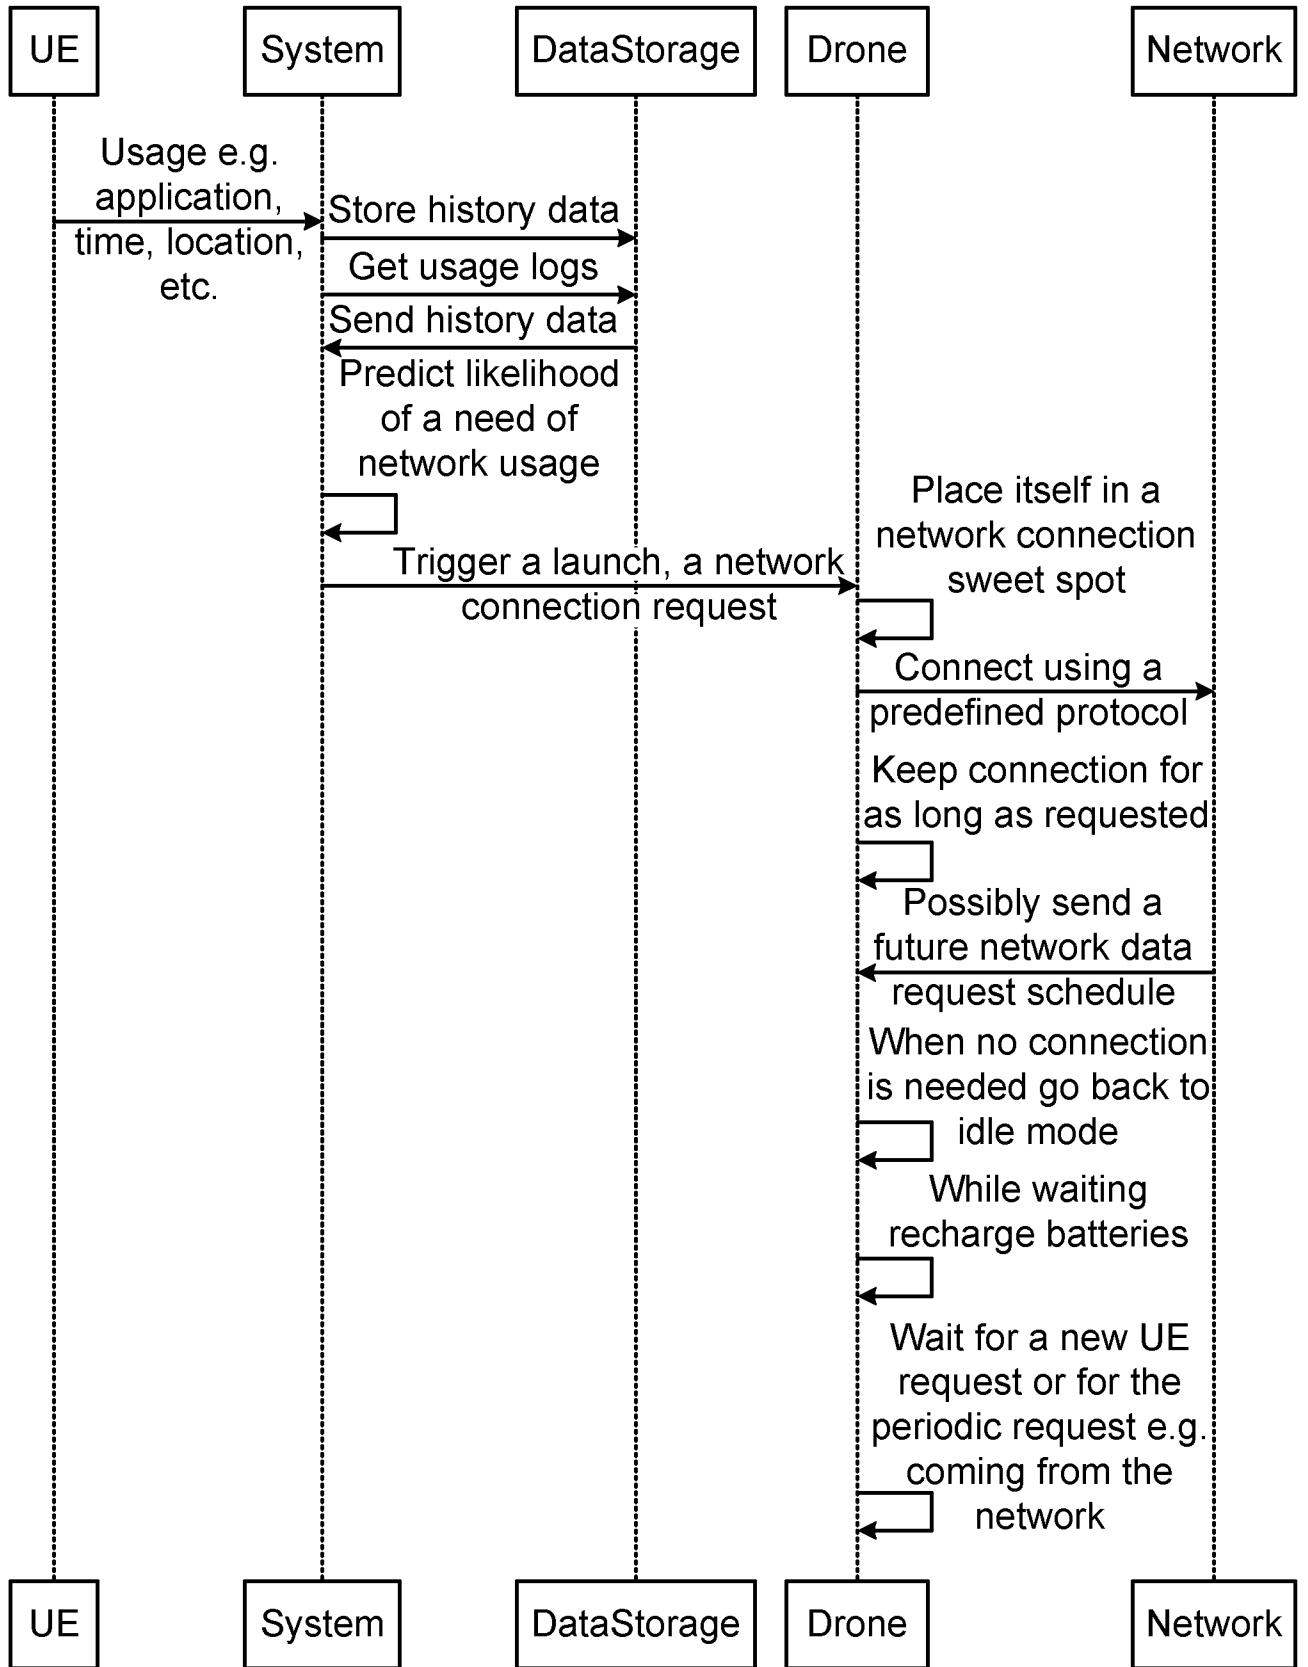 UE
System
DataStorage
Drone
Network
Usage e.g.
application,
time, location,
etc.
Store history data
Get usage logs
Send history data
Predict likelihood
of a need of
network usage
Trigger a launch, a network
connection request
Place itself in a
network connection
sweet spot
Connect using a
predefined protocol
Keep connection for
as long as requested
Possibly send a
future network data
request schedule
When no connection
is needed go back to
idle mode
While waiting
recharge batteries
Wait for a new UE
request or for the
periodic request e.g.
coming from the
network
UE
System
DataStorage
Drone
Network